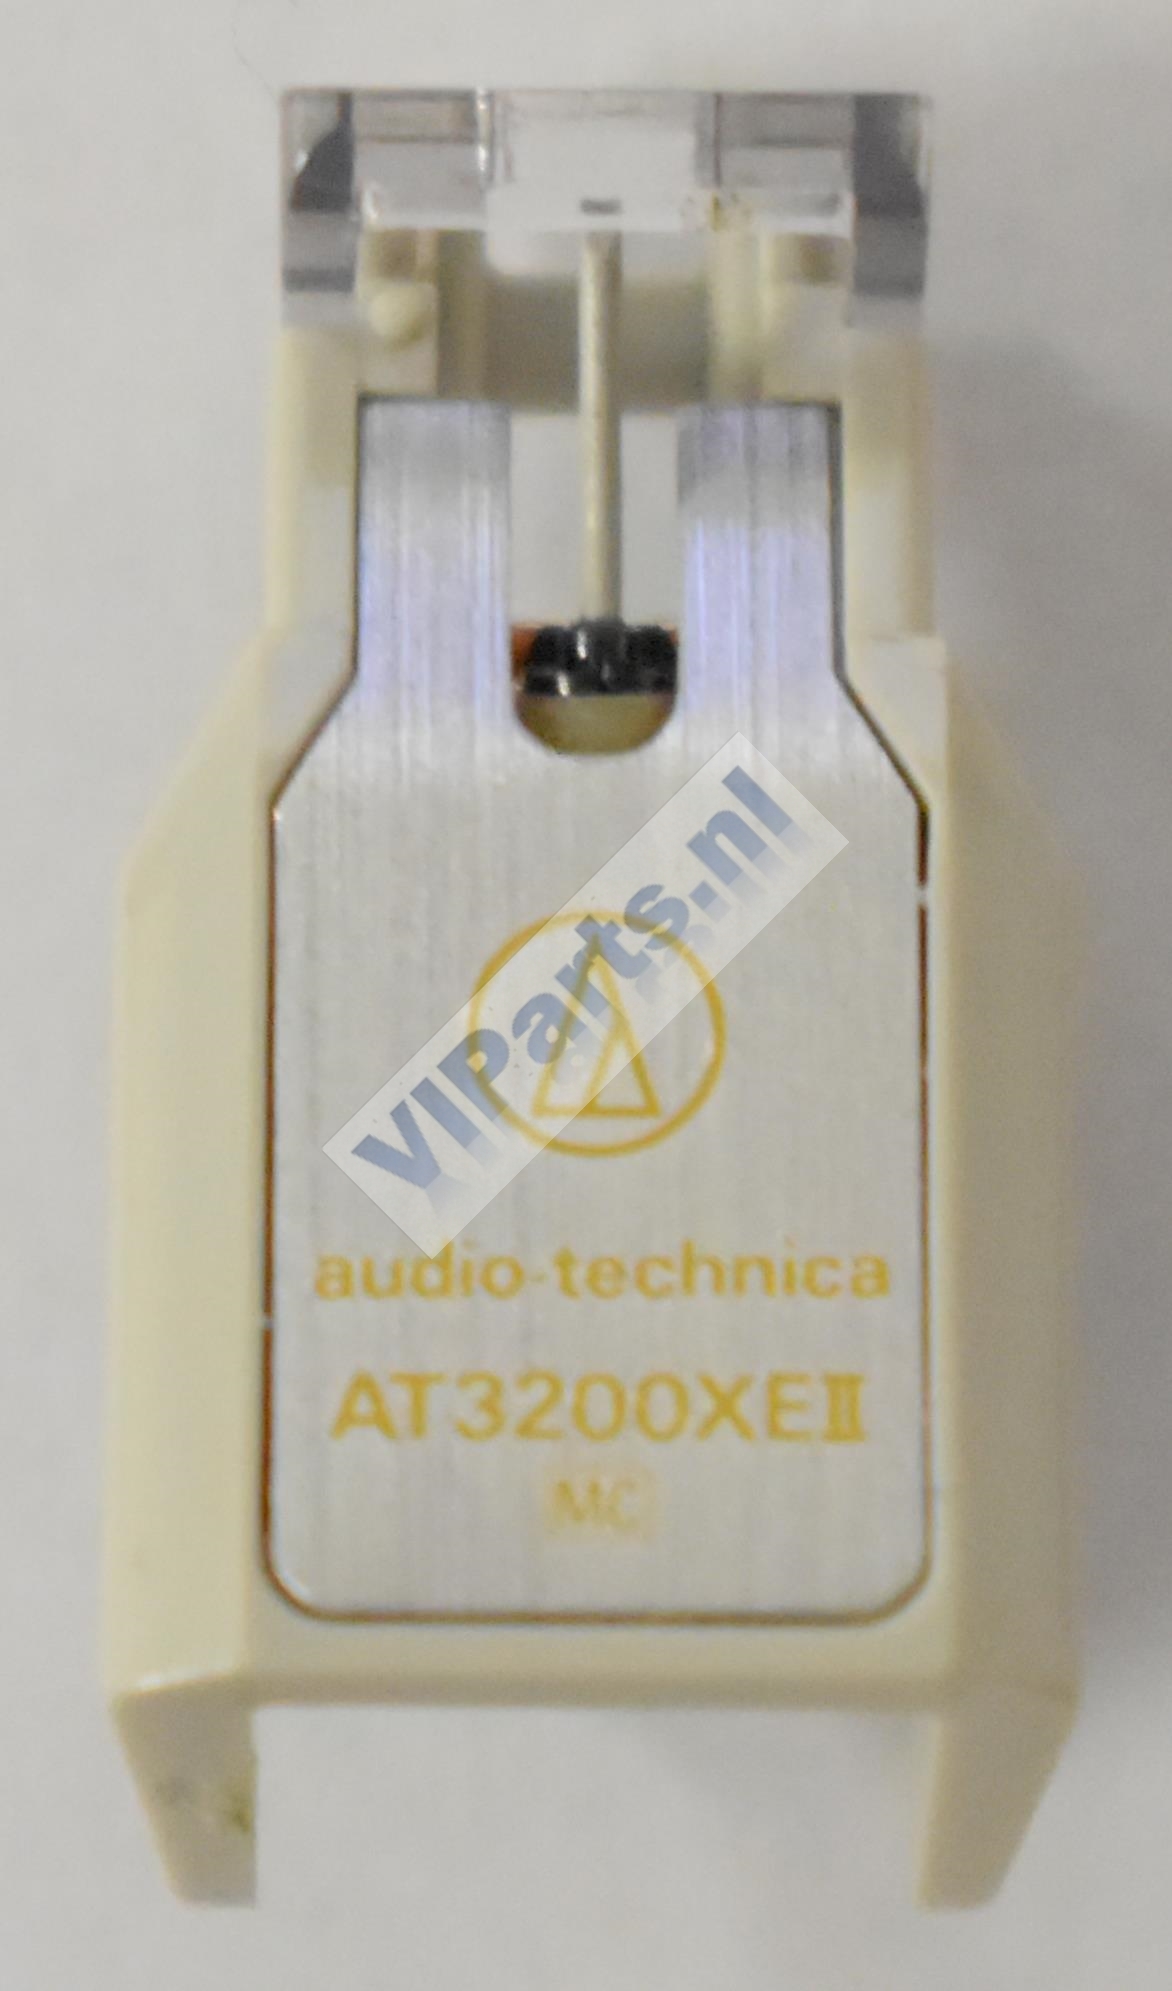 VIParts.nl
audio-technica
AT3200XEII
MC